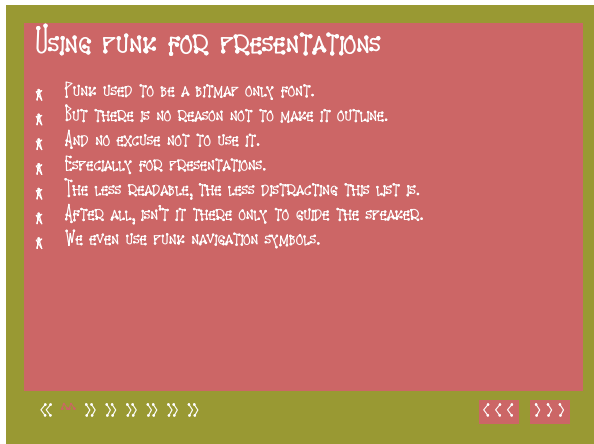 Using punk for presentations
Punk used to be a bitmap only font.
But there is no reason not to make it outline.
And no excuse not to use it.
Especially for presentations.
The less readable, the less distracting this list is.
After all, isn't it there only to guide the speaker.
We even use punk navigation symbols.
« ^^ » » » » » »
<<< >>>